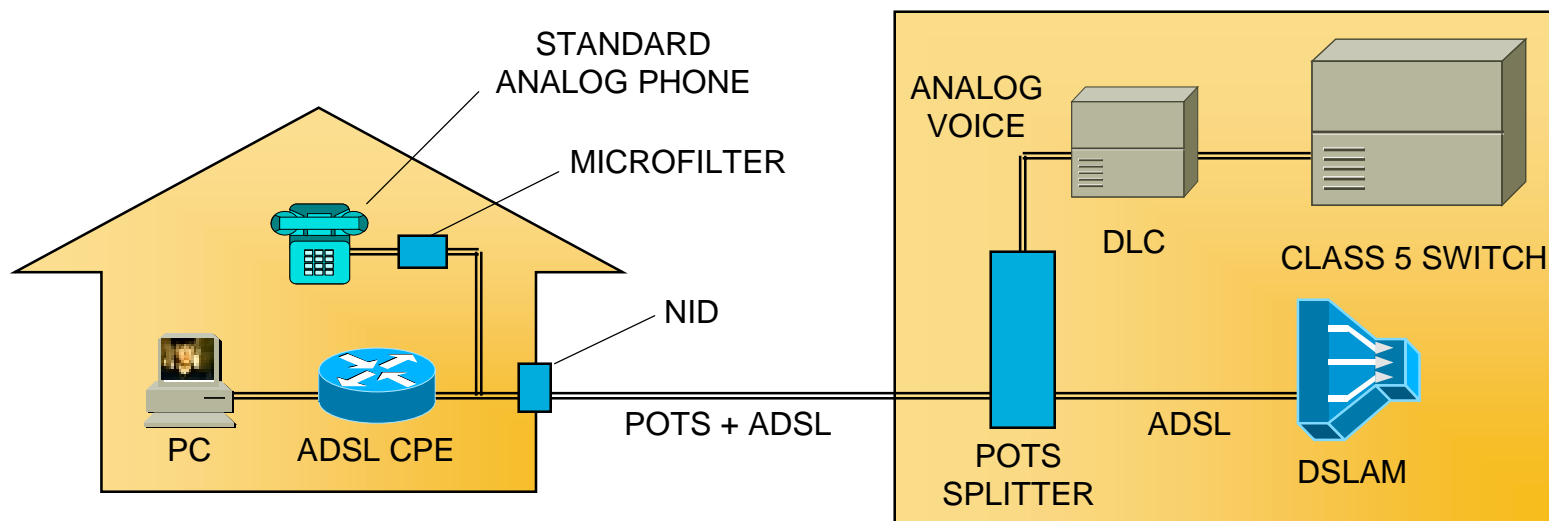 STANDARD
ANALOG PHONE
MICROFILTER
NID
PC
ADSL CPE
POTS + ADSL
ANALOG
VOICE
DLC
CLASS 5 SWITCH
POTS
SPLITTER
ADSL
DSLAM